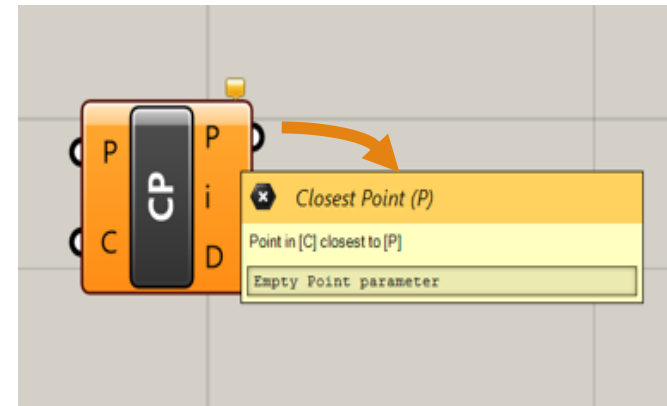 P
C
CP
P
i
D
Closest Point (P)
Point in [C] closest to [P]
Empty Point parameter